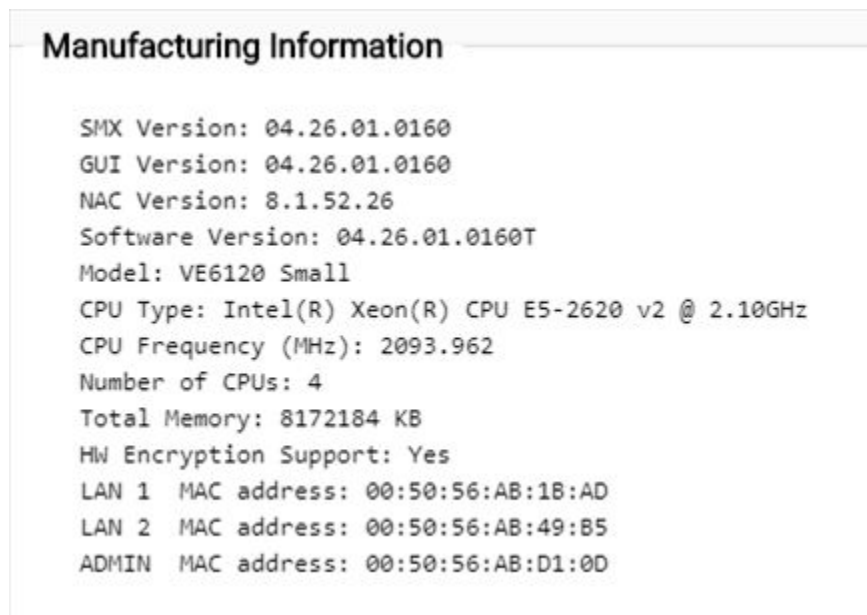 Manufacturing Information
SMX Version: 04.26.01.0160
GUI Version: 04.26.01.0160
NAC Version: 8.1.52.26
Software Version: 04.26.01.0160T
Model: VE6120 Small
CPU Type: Intel(R) Xeon(R) CPU E5-2620 v2 @ 2.10GHz
CPU Frequency (MHz): 2093.962
Number of CPUs: 4
Total Memory: 8172184 KB
HW Encryption Support: Yes
LAN 1  MAC address: 00:50:56:AB:1B:AD
LAN 2  MAC address: 00:50:56:AB:49:B5
ADMIN  MAC address: 00:50:56:AB:D1:0D